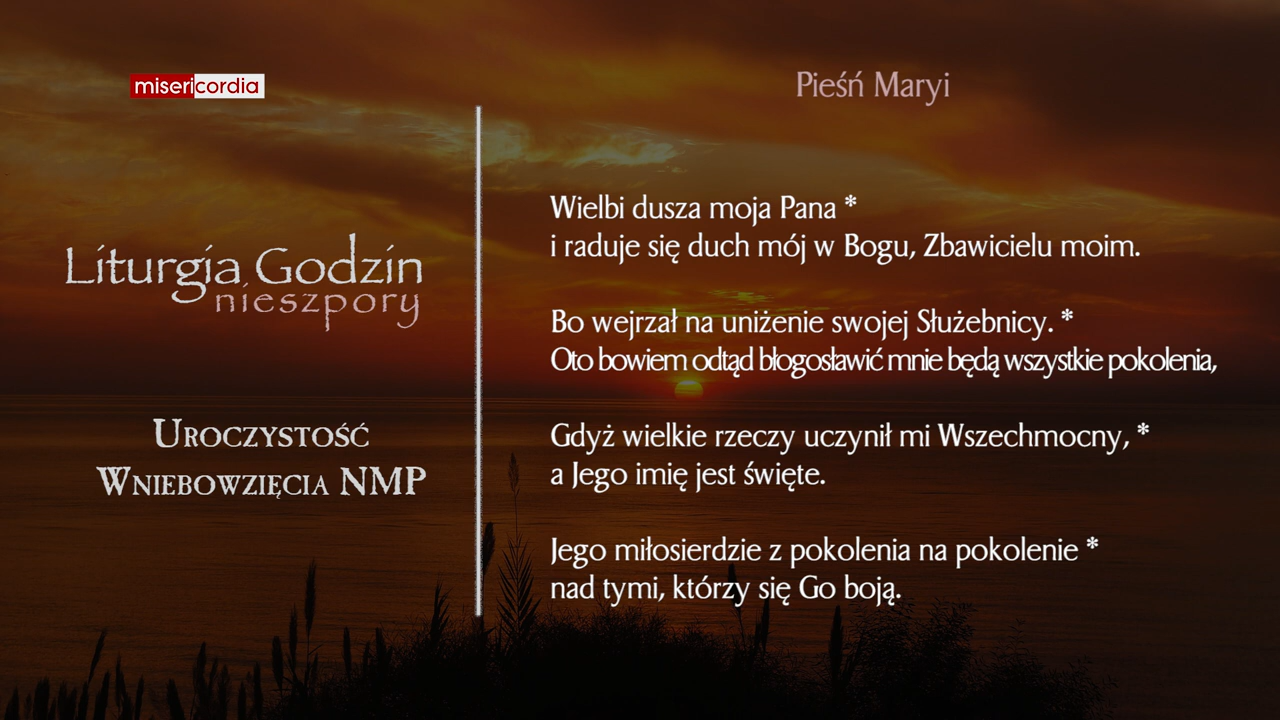 misericordia
Liturgia Godzin
nieszpory
Uroczystość
Wniebowzięcia NMP
Pieśń Maryi
Wielbi dusza moja Pana *
i raduje się duch mój w Bogu, Zbawicielu moim.
Bo wejrzał na uniżenie swojej Służebnicy. *
Oto bowiem odtąd błogosławić mnie będą wszystkie pokolenia,
Gdyż wielkie rzeczy uczynił mi Wszechmocny, *
a Jego imię jest święte.
Jego miłosierdzie z pokolenia na pokolenie *
nad tymi, którzy się Go boją.